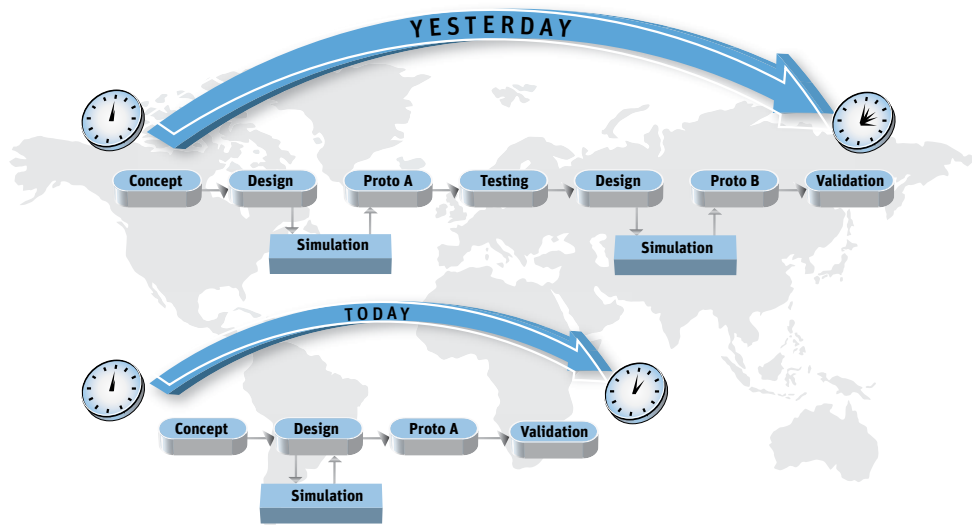 YESTERDAY
Concept
Design
Proto A
Testing
Design
Proto B
Validation
Simulation
Simulation
TODAY
Concept
Design
Proto A
Validation
Simulation